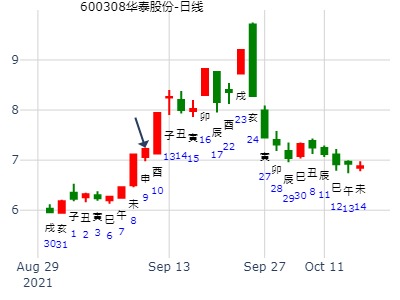 600308华泰股份-日线
9
8
7
6
戌 亥 子 丑 寅 巳 午 未 申 酉 子 丑 寅 卯 辰 酉 戌 亥 寅 卯 辰 巳 丑 辰 巳 午 未
30 31 1 2 3 6 7 8 9 10 13 14 15 16 17 22 23 24 27 28 29 30 8 11 12 13 14
Aug 29 Sep 13 Sep 27 Oct 11
2021